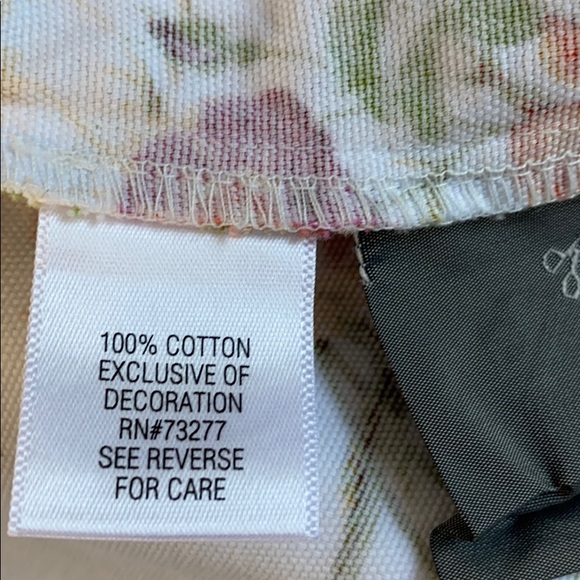 100% COTTON
EXCLUSIVE OF
DECORATION
RN#73277
SEE REVERSE
FOR CARE